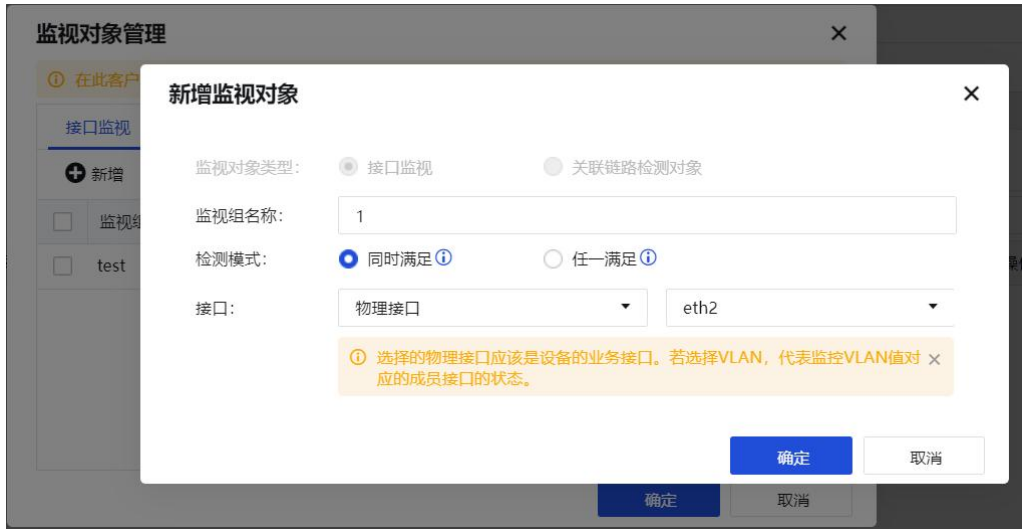 监视对象管理
在此客户
新增监视对象
接口监视
新增
监视对象类型：
接口监视
关联链路检测对象
监视组名称：
1
检测模式：
同时满足
任一满足
test
接口：
物理接口
eth2
选择的物理接口应该是设备的业务接口。若选择VLAN，代表监控VLAN值对
应的成员接口的状态。
确定
取消
确定
取消